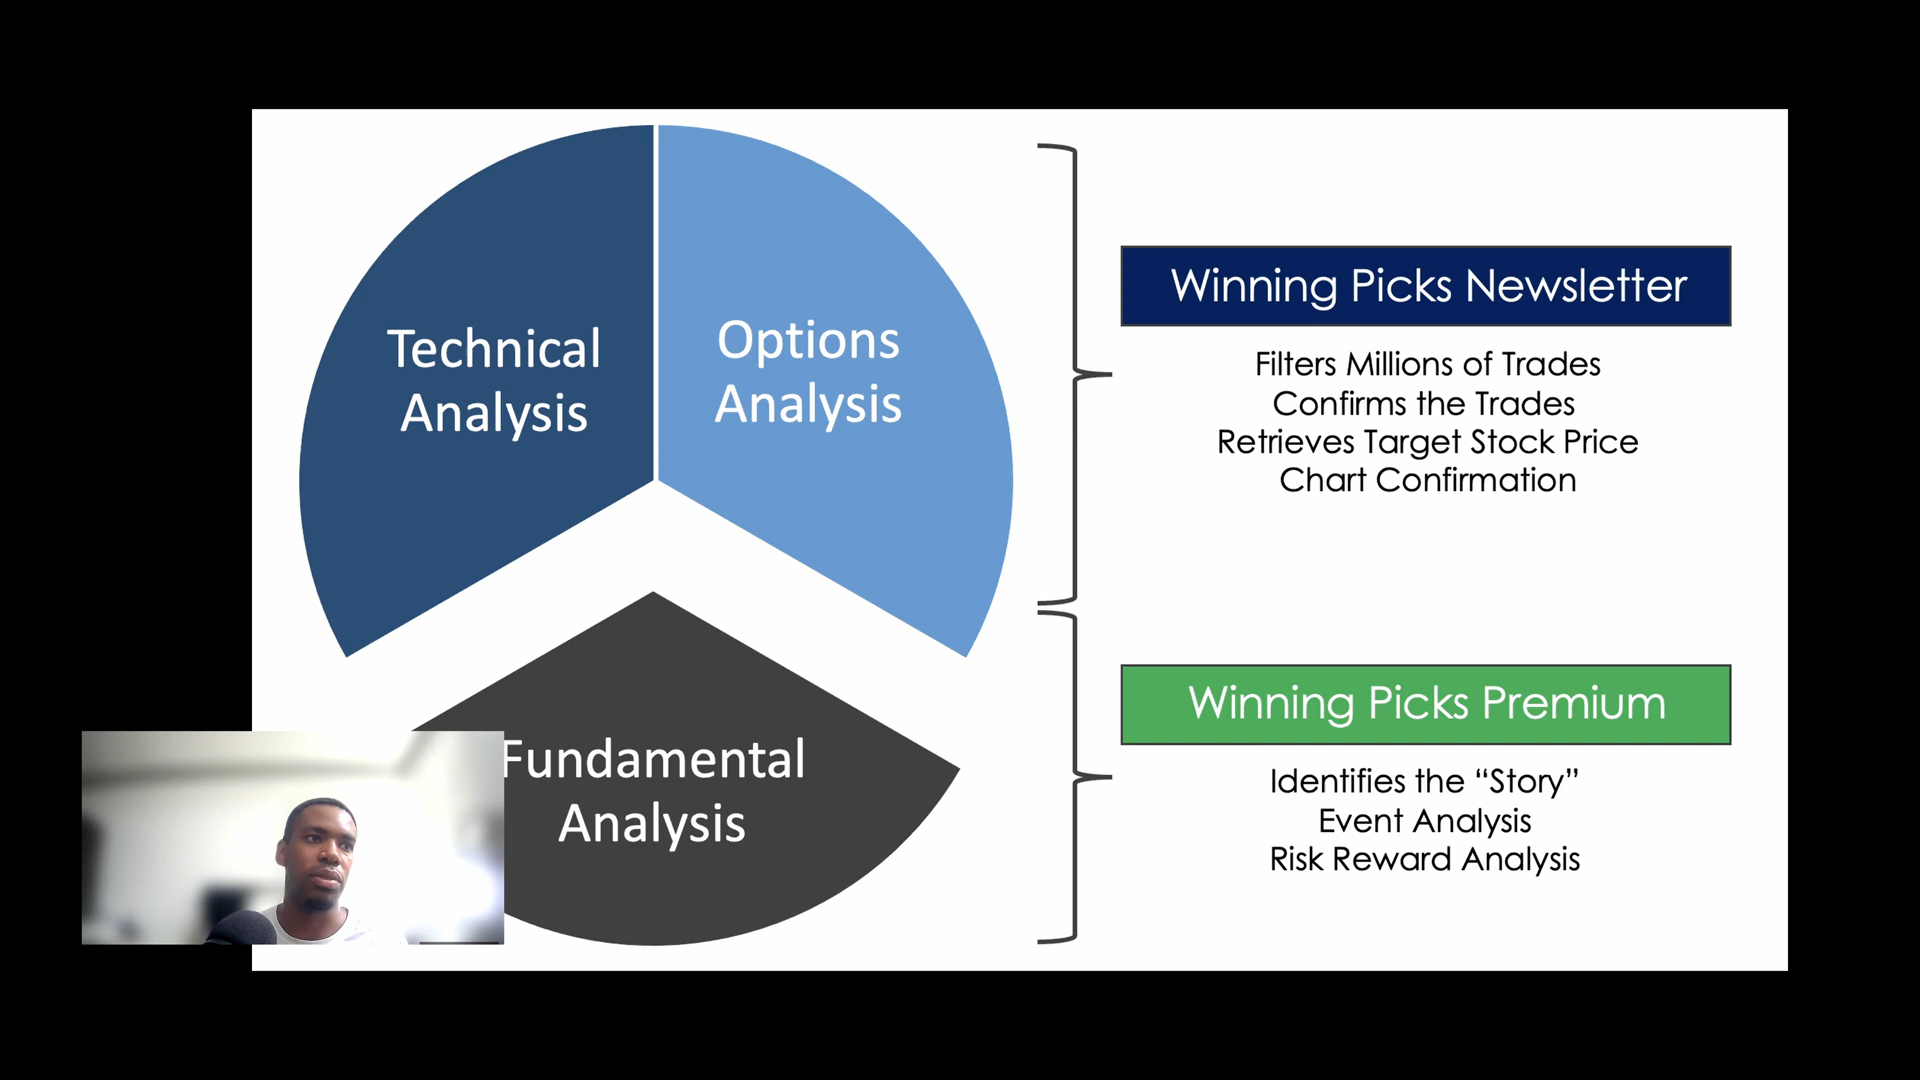 Technical
Analysis
Options
Analysis
Fundamental
Analysis
Winning Picks Newsletter
Filters Millions of Trades
Confirms the Trades
Retrieves Target Stock Price
Chart Confirmation
Winning Picks Premium
Identifies the “Story”
Event Analysis
Risk Reward Analysis